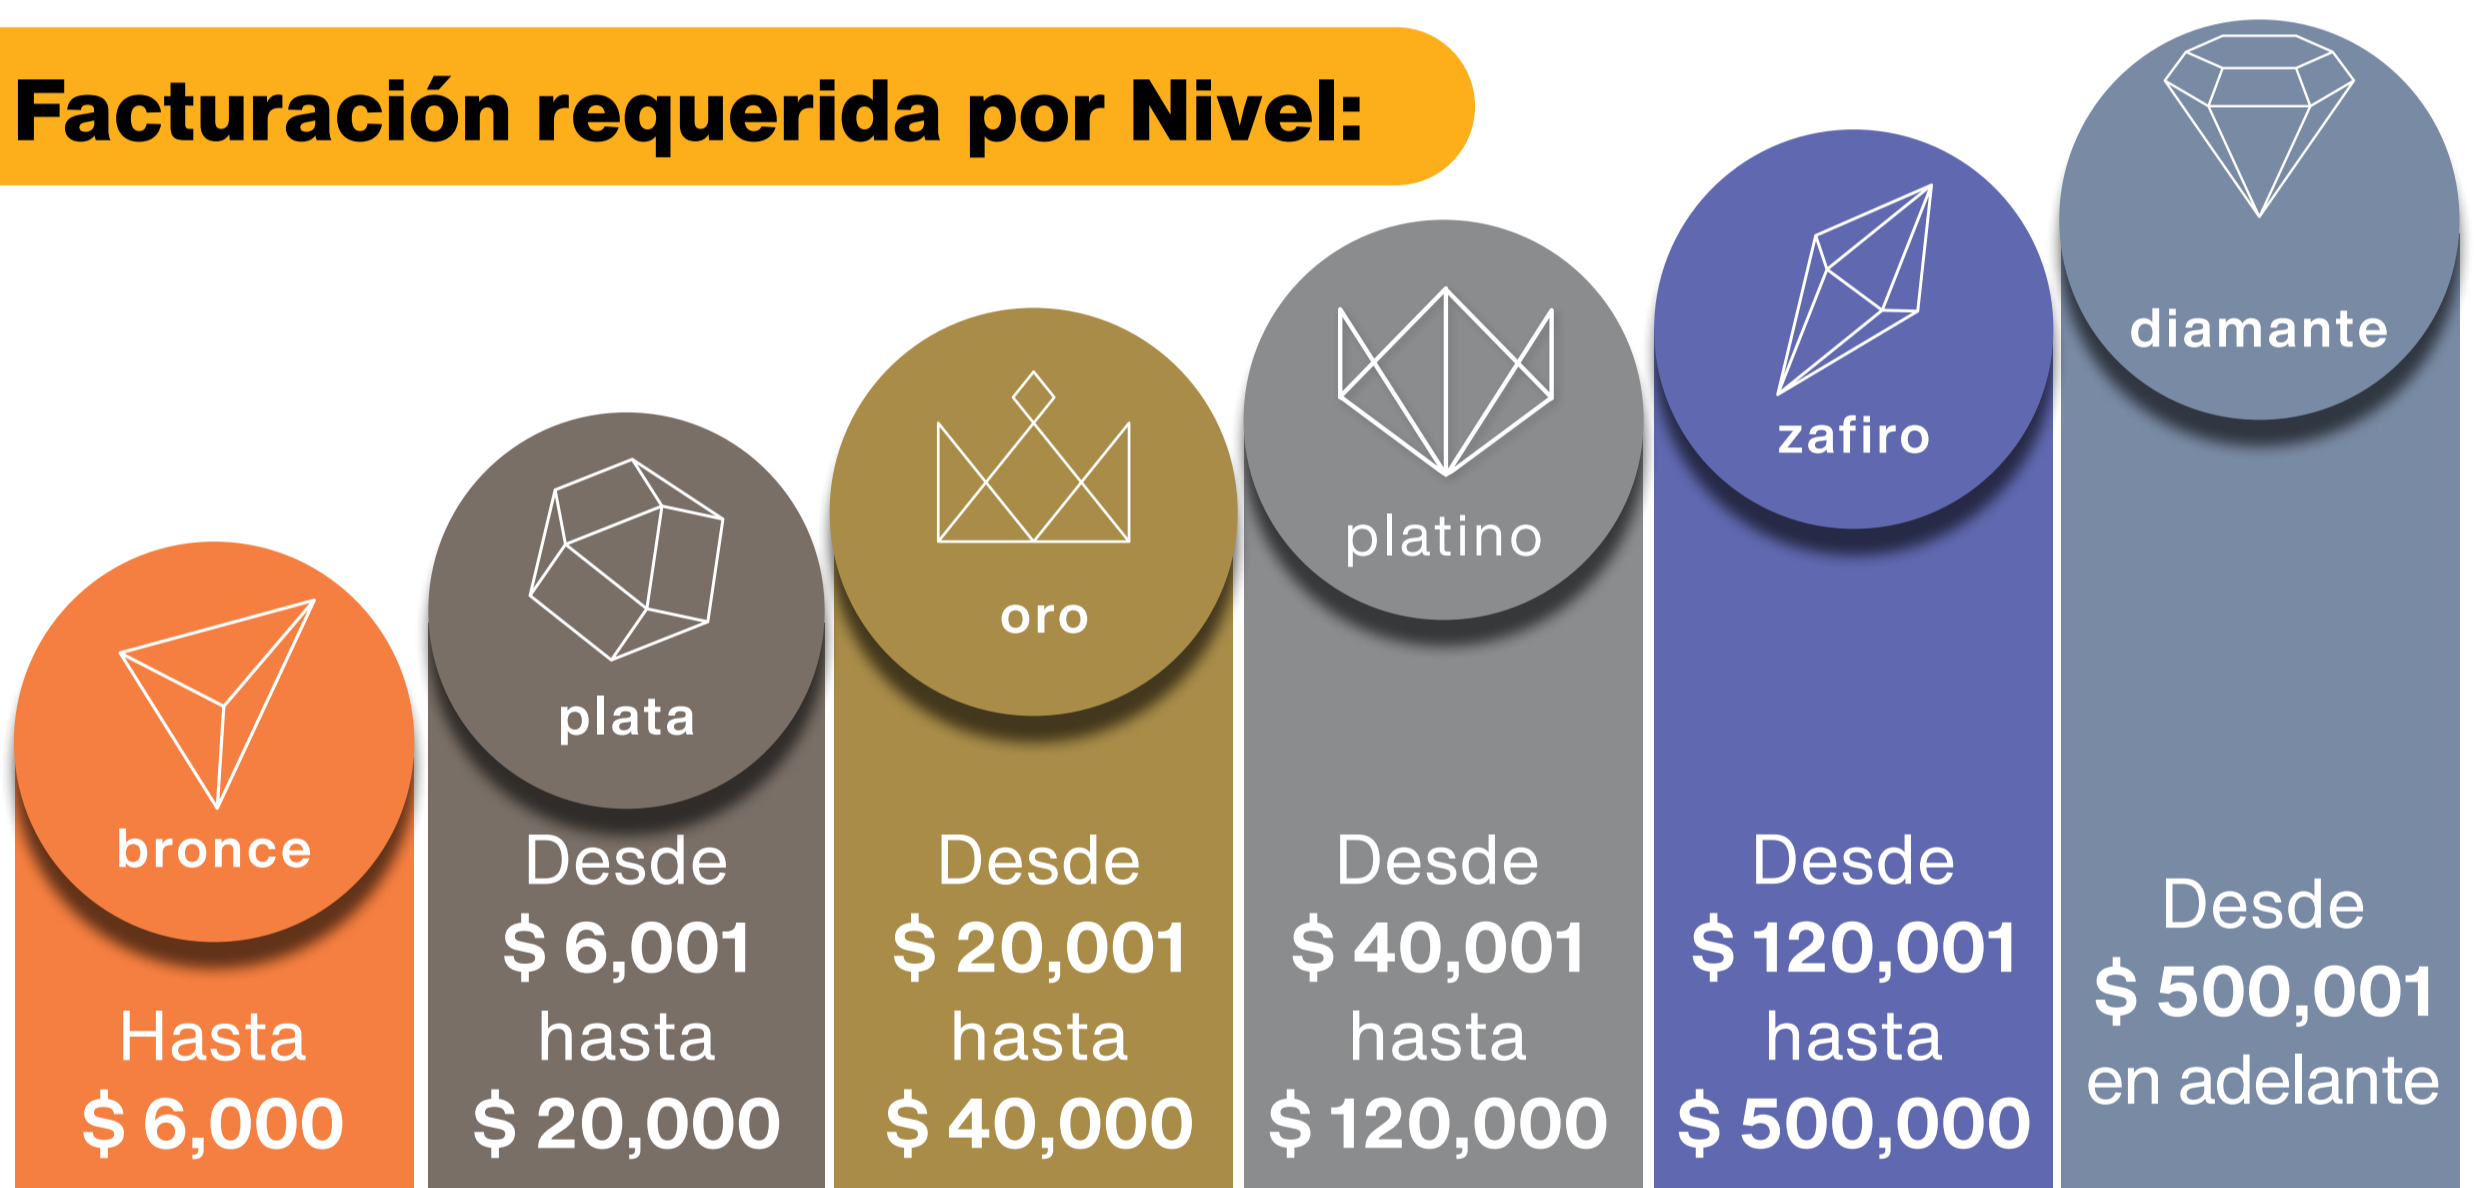 Facturación requerida por Nivel:
bronce
Hasta
$ 6,000
plata
Desde
$ 6,001
hasta
$ 20,000
oro
Desde
$ 20,001
hasta
$ 40,000
platino
Desde
$ 40,001
hasta
$ 120,000
zafiro
Desde
$ 120,001
hasta
$ 500,000
diamante
Desde
$ 500,001
en adelante